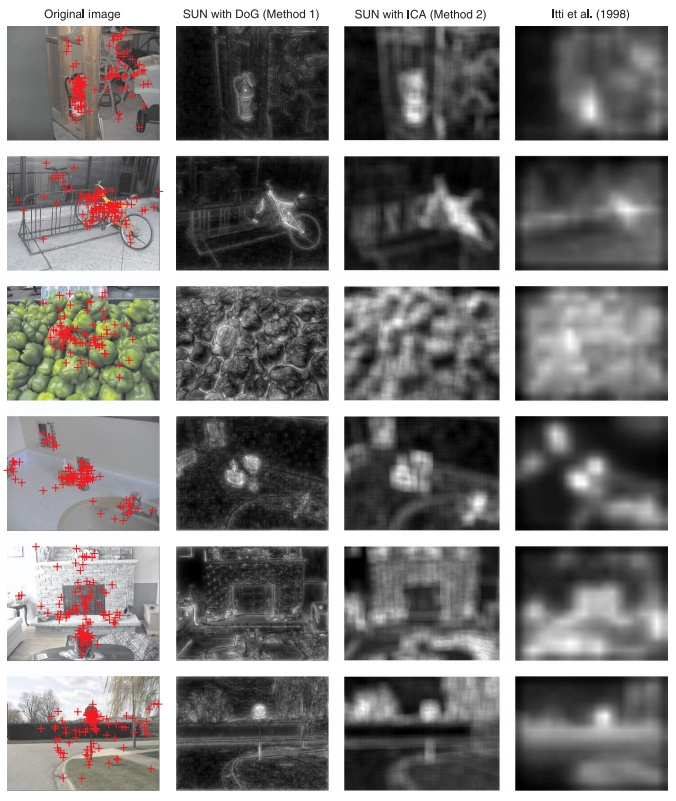 Original image
SUN with DoG (Method 1)
SUN with ICA (Method 2)
Itti et al. (1998)